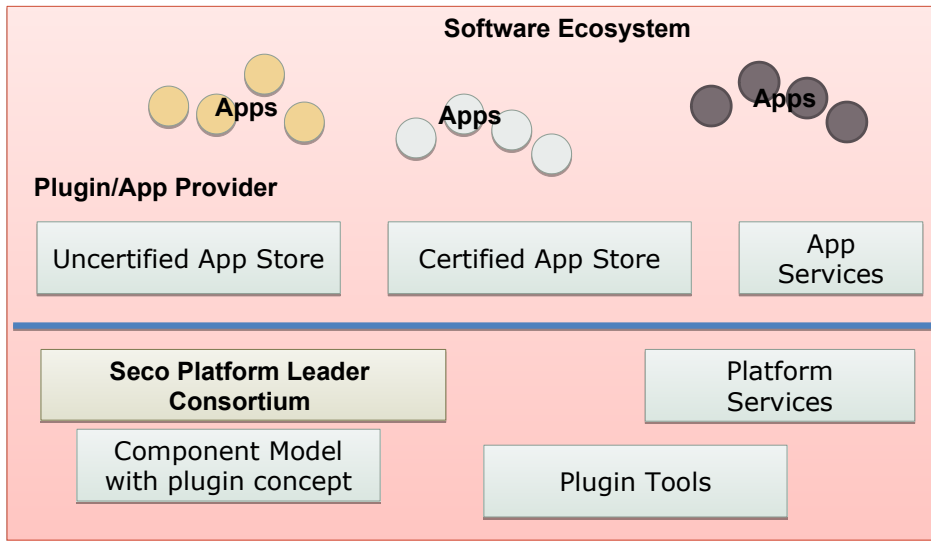 Software Ecosystem
Apps
Apps
Apps
Plugin/App Provider
Uncertified App Store
Certified App Store
App
Services
Seco Platform Leader
Consortium
Platform
Services
Component Model
with plugin concept
Plugin Tools